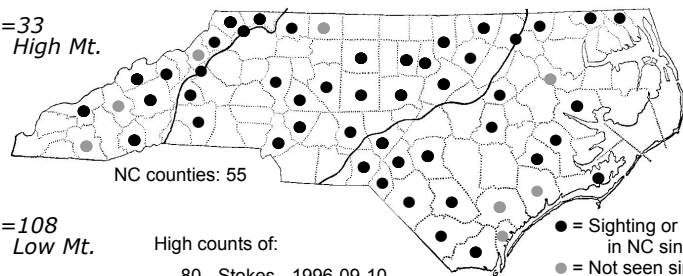 =33
High Mt.
NC counties: 55
=108
Low Mt.
High counts of:
80 - Stokes - 1996-09-10
● = Sighting or
in NC sin
● = Not seen sin